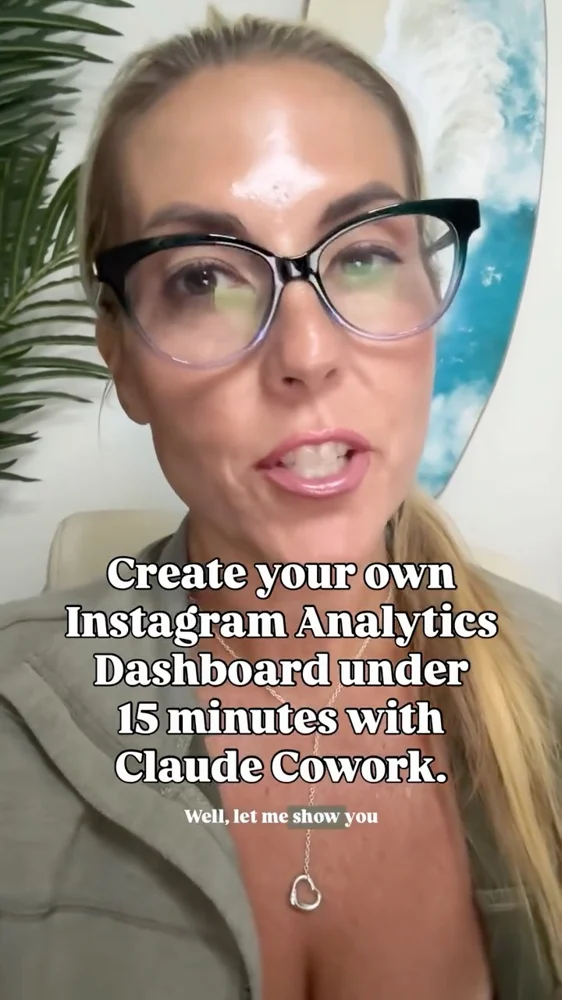 Create your own
Instagram Analytics
Dashboard under
15 minutes with
Claude Cowork.
Well, let me show you